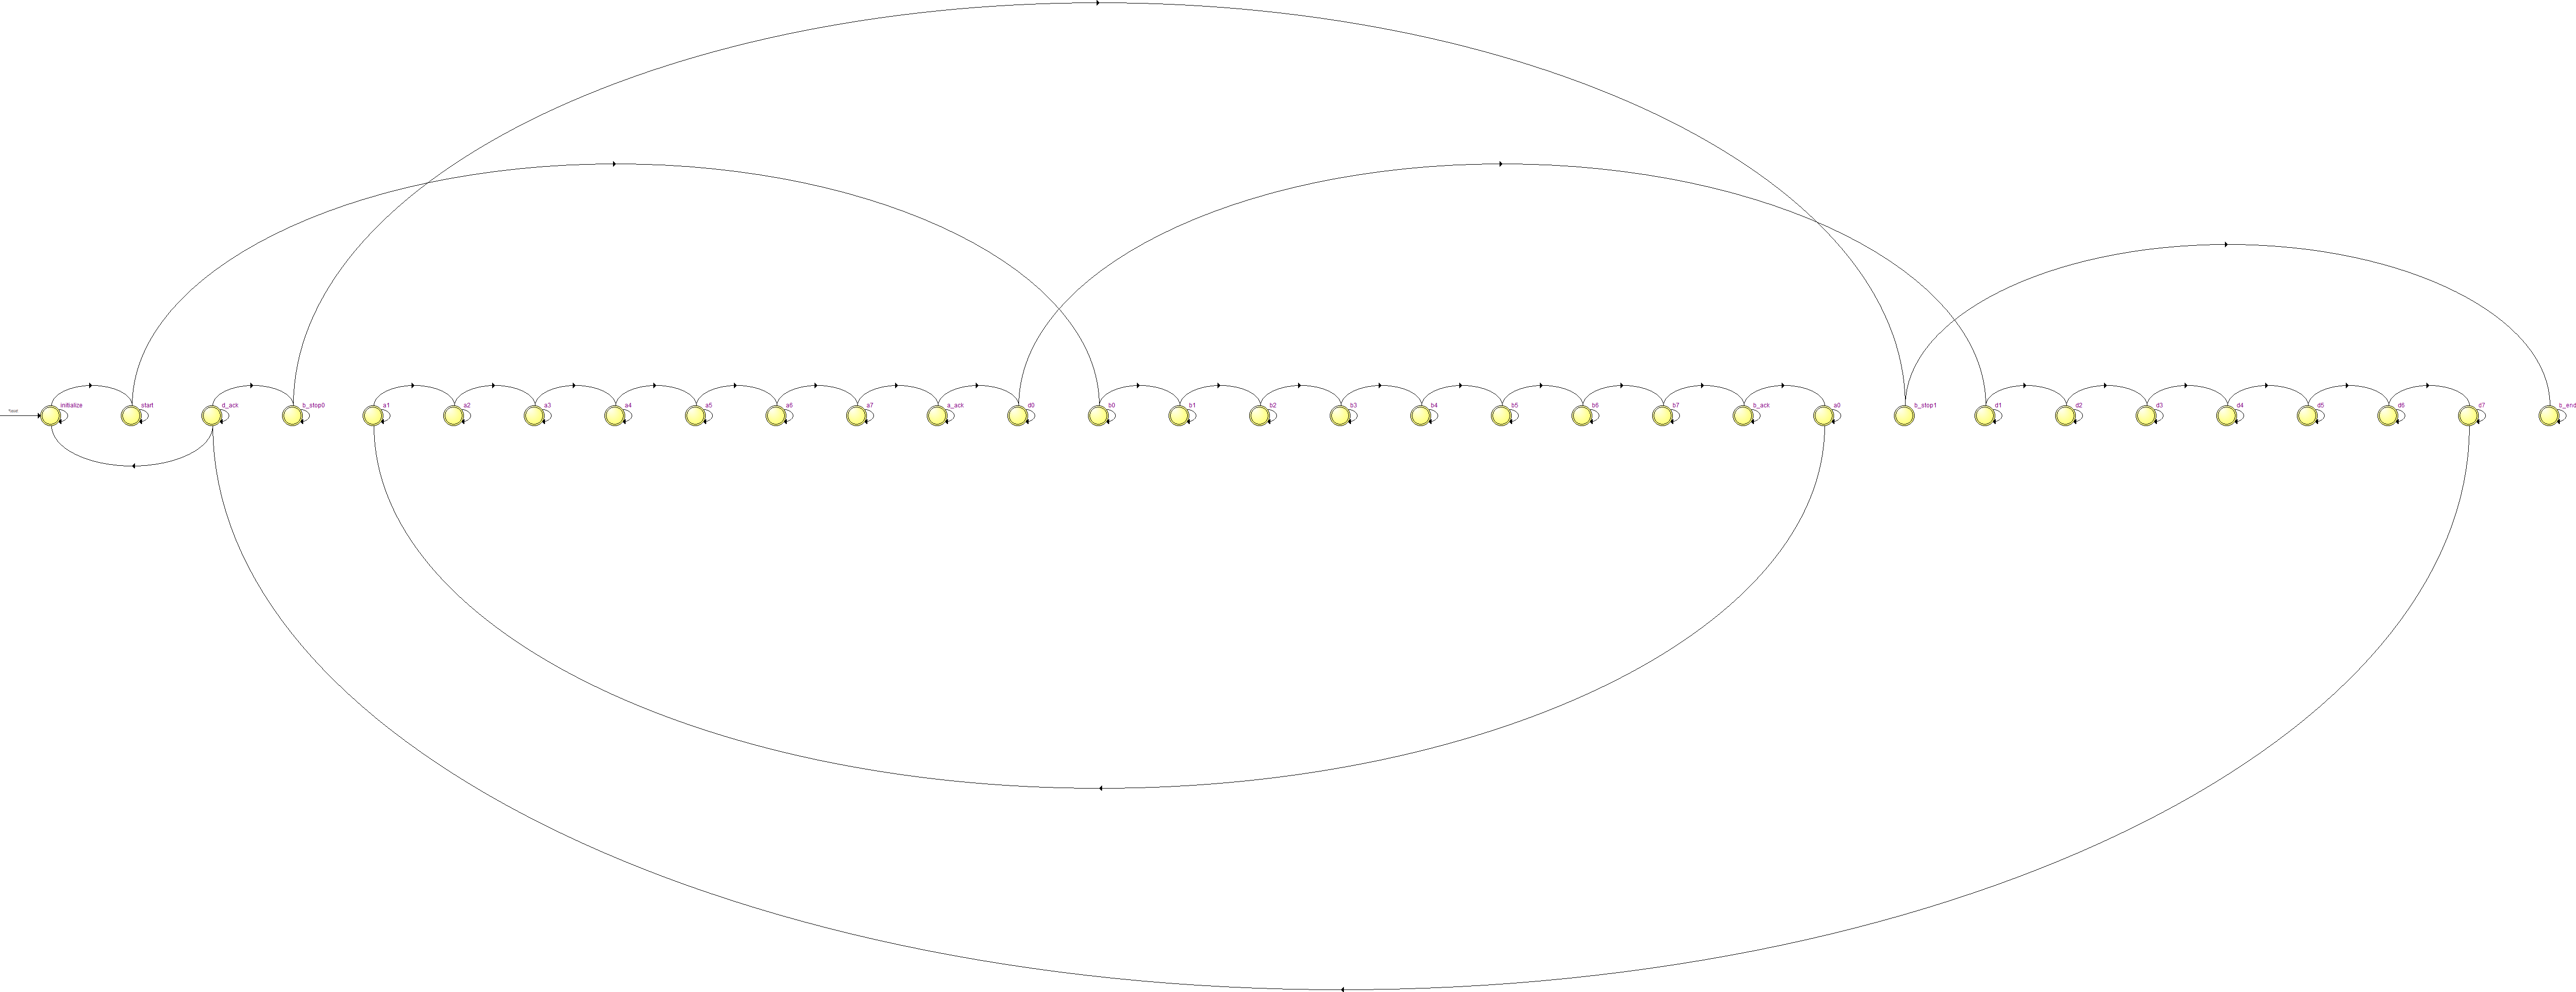 initialize
start
d_ack
b_stop0
a1
a2
a3
a4
a5
a6
a7
a_ack
d0
b0
b1
b2
b3
b4
b5
b6
b7
b_ack
a0
b_stop1
d1
d2
d3
d4
d5
d6
d7
b_end